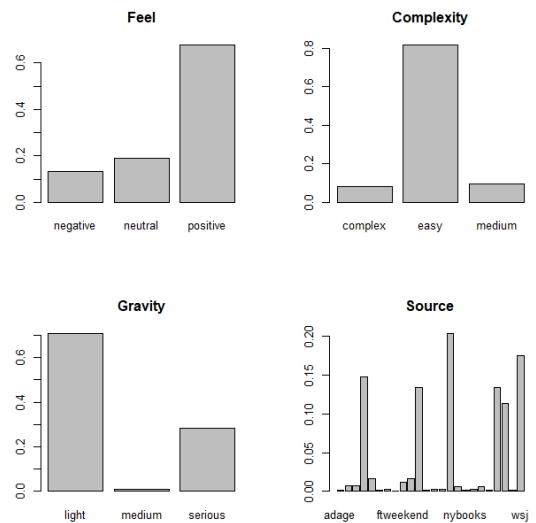 Feel
0.0 0.2 0.4 0.6
negative neutral positive
Complexity
0.0 0.2 0.4 0.6 0.8
complex easy medium
Gravity
0.0 0.2 0.4 0.6
light medium serious
Source
0.00 0.05 0.10 0.15 0.20
adage ftweekend nybooks wsj